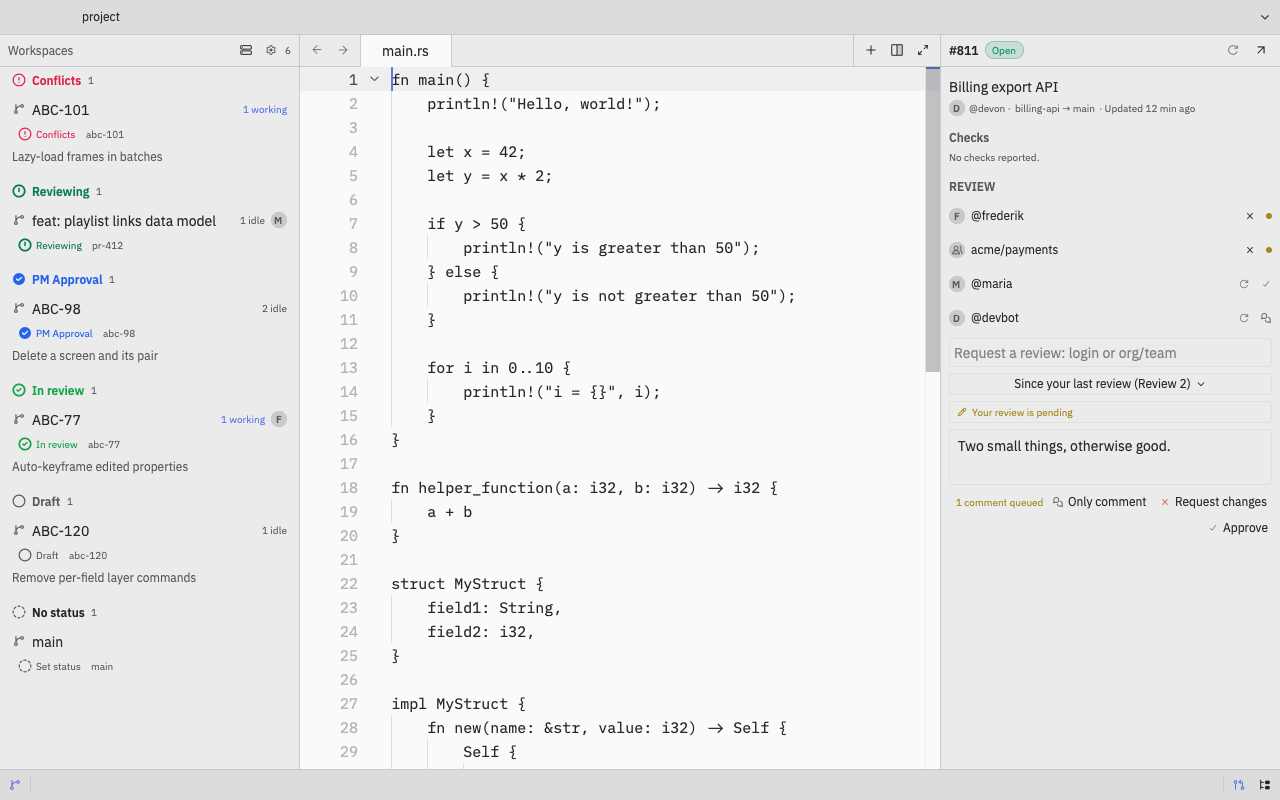 project
Workspaces
6
Conflicts 1
ABC-101
1 working
Conflicts abc-101
Lazy-load frames in batches
Reviewing 1
feat: playlist links data model
1 idle M
Reviewing pr-412
PM Approval 1
ABC-98
2 idle
PM Approval abc-98
Delete a screen and its pair
In review 1
ABC-77
1 working F
In review abc-77
Auto-keyframe edited properties
Draft 1
ABC-120
1 idle
Draft abc-120
Remove per-field layer commands
No status 1
main
Set status main
main.rs
1 fn main() {
2 println!("Hello, world!");
3
4 let x = 42;
5 let y = x * 2;
6
7 if y > 50 {
8 println!("y is greater than 50");
9 } else {
10 println!("y is not greater than 50");
11 }
12
13 for i in 0..10 {
14 println!("i = {}", i);
15 }
16 }
17
18 fn helper_function(a: i32, b: i32) -> i32 {
19 a + b
20 }
21
22 struct MyStruct {
23 field1: String,
24 field2: i32,
25 }
26
27 impl MyStruct {
28 fn new(name: &str, value: i32) -> Self {
29 Self {
#811 Open
Billing export API
D @devon · billing-api → main · Updated 12 min ago
Checks
No checks reported.
REVIEW
F @frederik
acme/payments
M @maria
D @devbot
Request a review: login or org/team
Since your last review (Review 2)
Your review is pending
Two small things, otherwise good.
1 comment queued Only comment Request changes
Approve